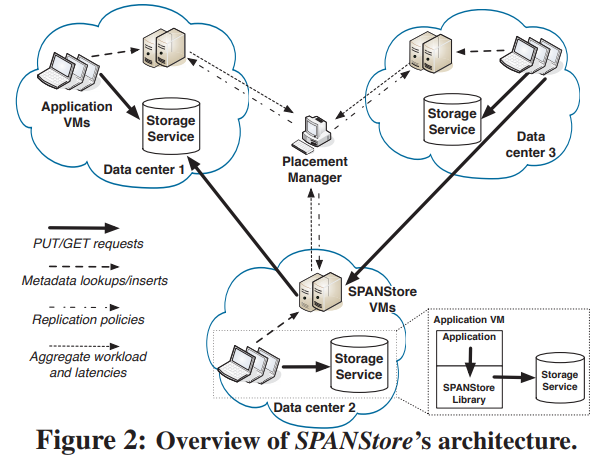 Application
VMs
Storage
Service
Data center 1
Placement
Manager
Storage
Service
Data
center 3
PUT/GET requests
Metadata lookups/inserts
Replication policies
Aggregate workload
and latencies
SPANStore
VMs
Storage
Service
Data center 2
Application VM
Application
SPANStore
Library
Storage
Service
Figure 2: Overview of SPANStore's architecture.